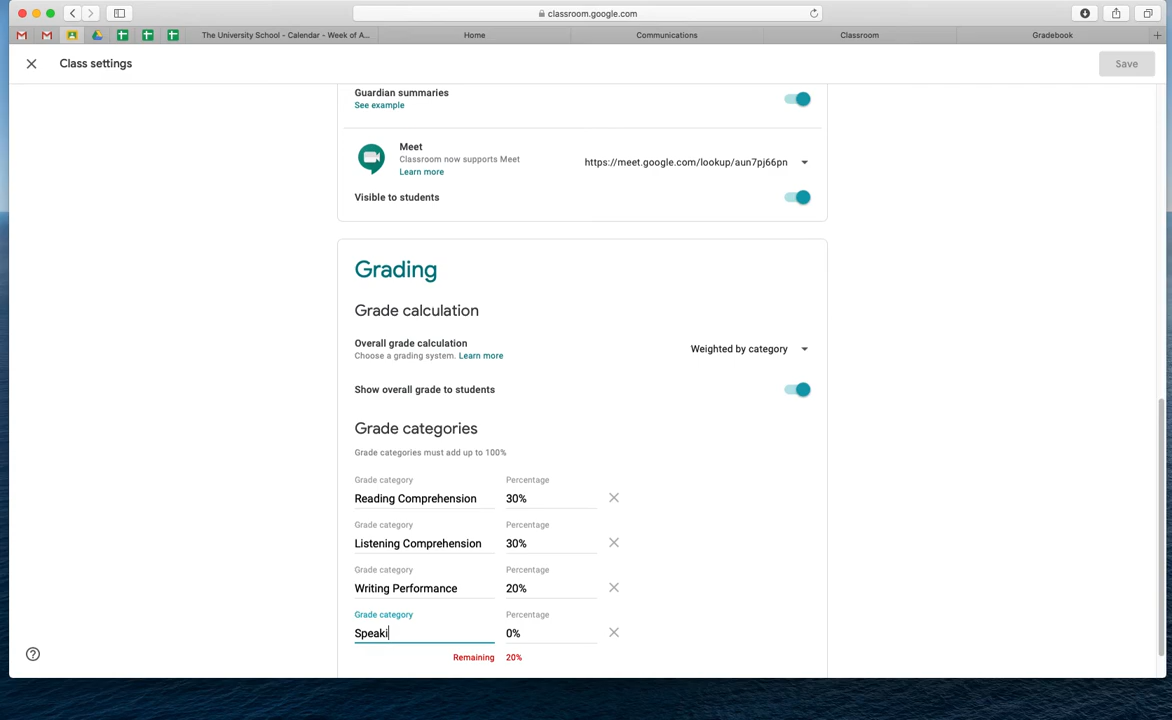 classroom.google.com
The University School - Calendar - Week of A...
Home
Communications
Classroom
Gradebook
Class settings
Save
Guardian summaries
See example
Meet
Classroom now supports Meet
Learn more
https://meet.google.com/lookup/aun7pj66pn
Visible to students
Grading
Grade calculation
Overall grade calculation
Choose a grading system. Learn more
Weighted by category
Show overall grade to students
Grade categories
Grade categories must add up to 100%
Grade category Percentage
Reading Comprehension 30%
Grade category Percentage
Listening Comprehension 30%
Grade category Percentage
Writing Performance 20%
Grade category Percentage
Speaki 0%
Remaining 20%